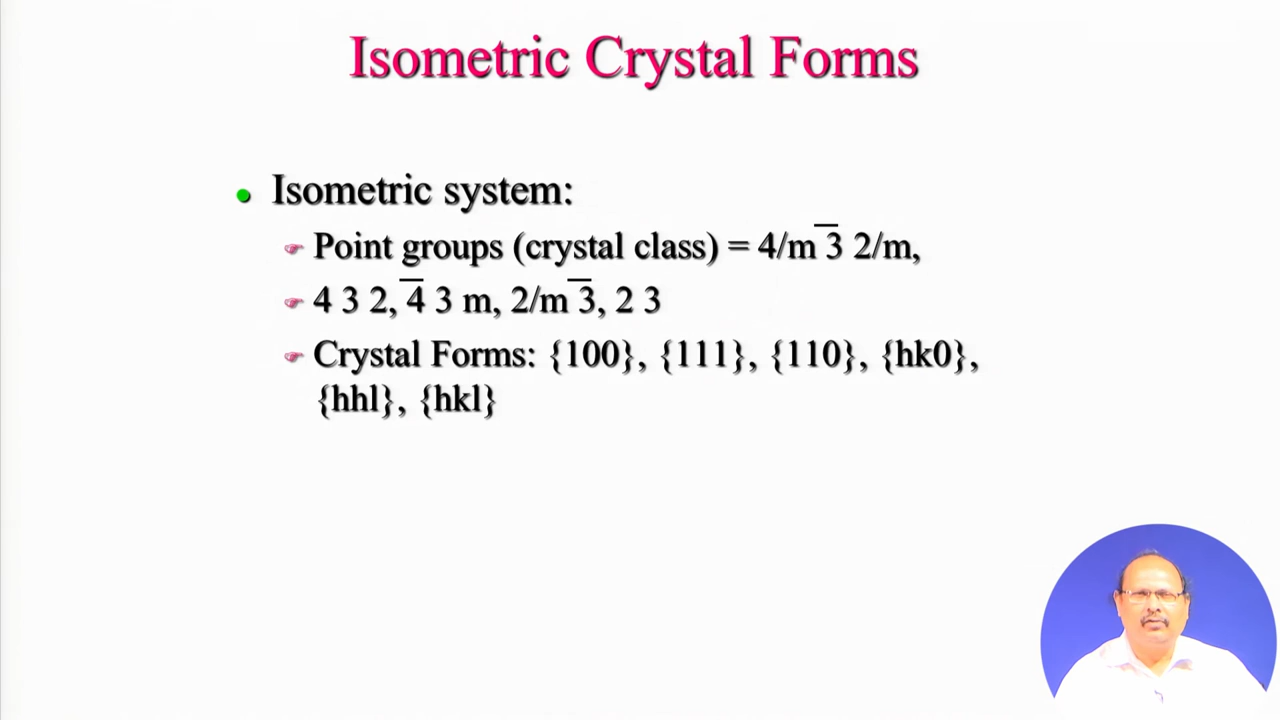 Isometric Crystal Forms
Isometric system:
Point groups (crystal class) = 4/m 3̅ 2/m,
4 3 2, 4̅ 3 m, 2/m 3̅, 2 3
Crystal Forms: {100}, {111}, {110}, {hk0},
{hhl}, {hkl}